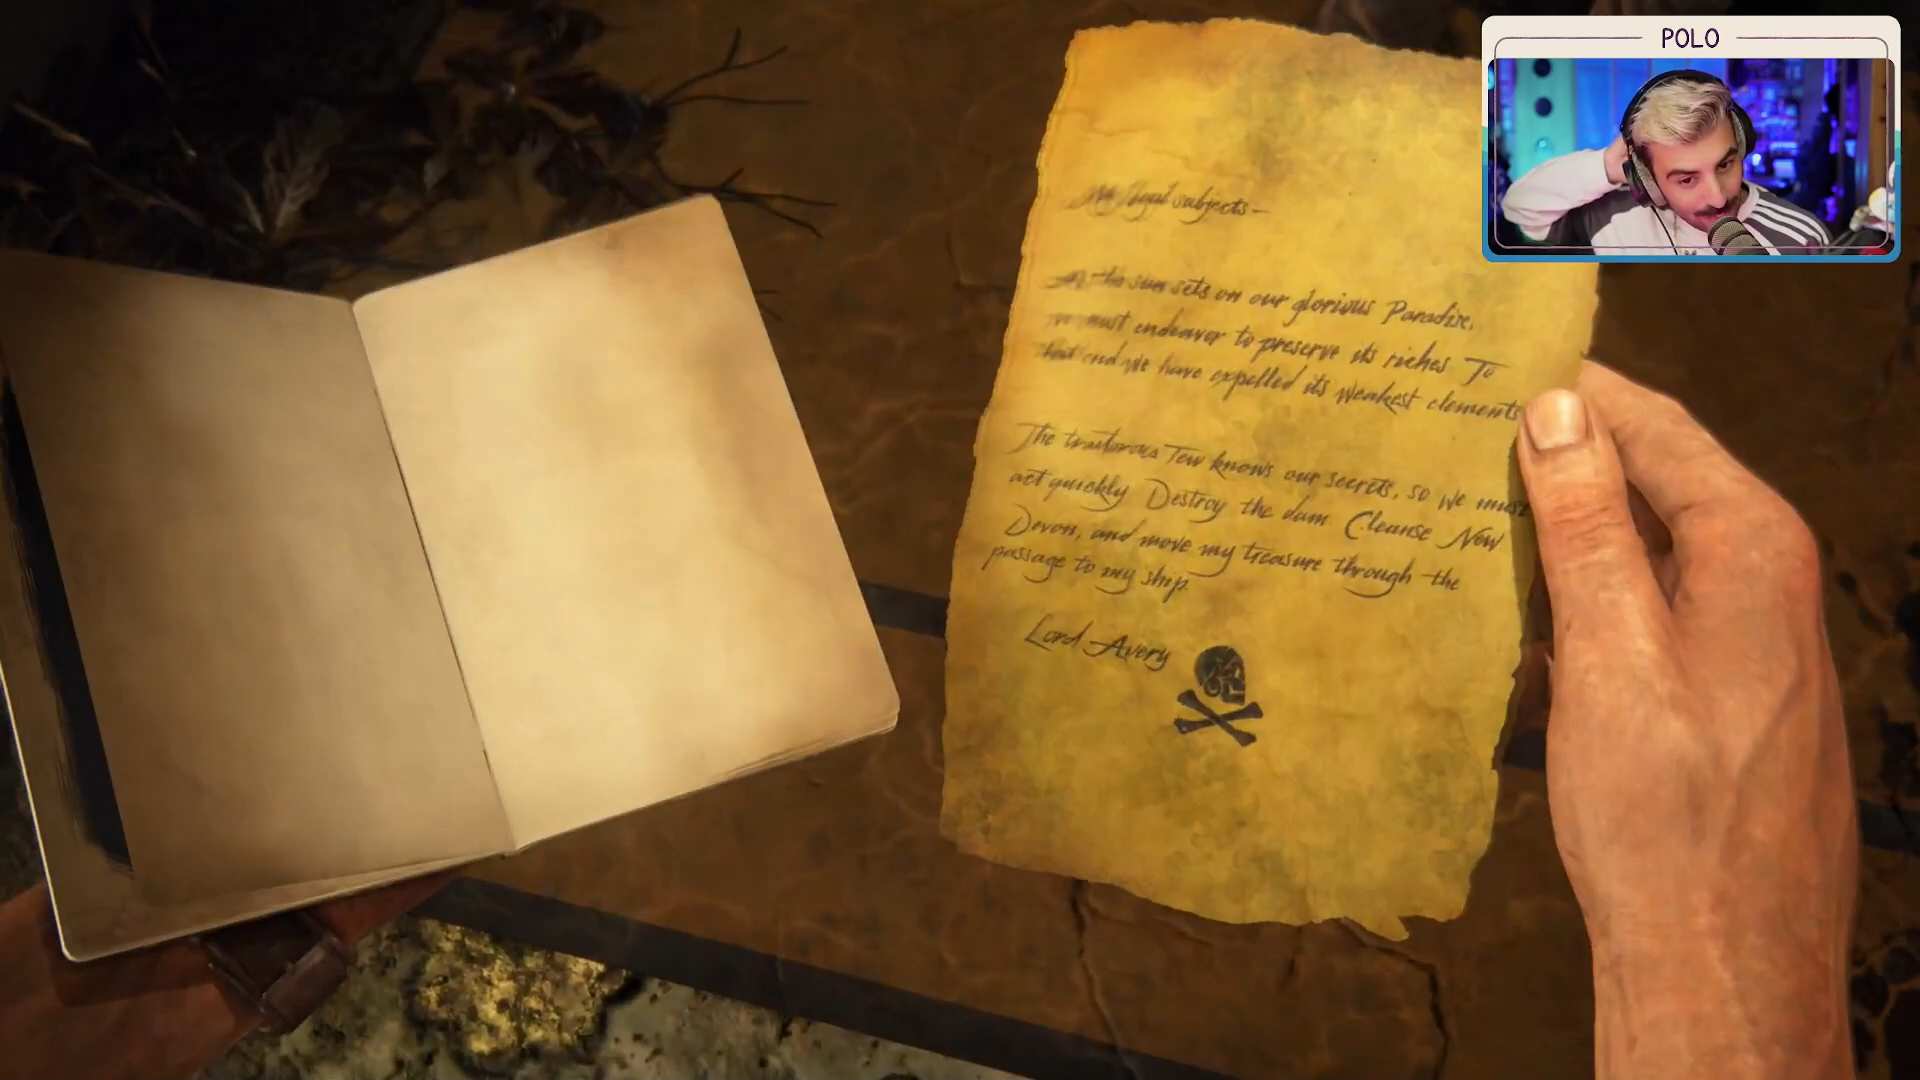 POLO
My loyal subjects-
As the sun sets on our glorious Paradise,
we must endeavor to preserve its riches To
that end we have expelled its weakest elements
The traitorous Tew knows our secrets, so we must
act quickly Destroy the dam Cleanse New
Devon, and move my treasure through the
passage to my ship.
Lord Avery